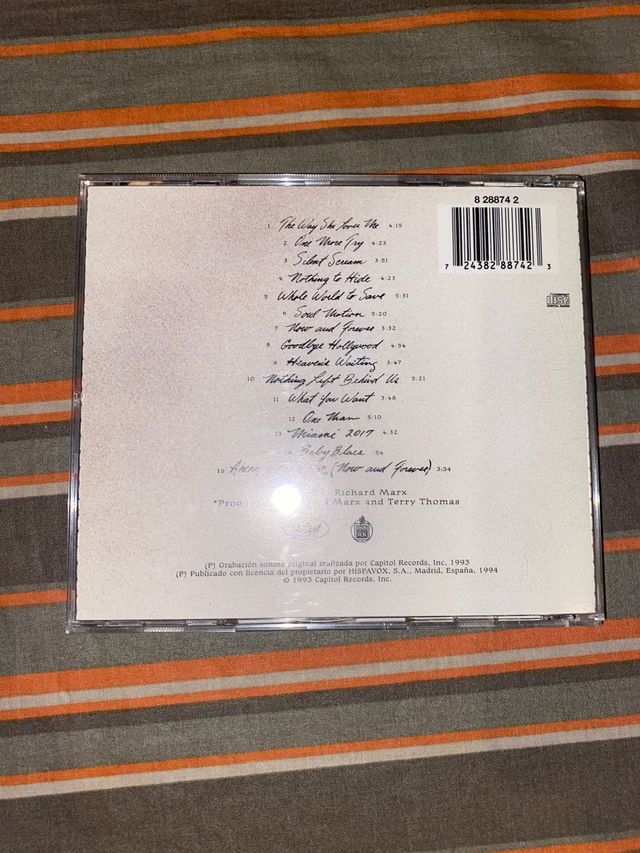 8 28874 2
7 24382 88742 3
1 The Way She Loves Me 4:15
2 One More Try 4:23
3 Silent Scream 3:51
4 Nothing to Hide 4:23
5 Whole World to Save 5:31
6 Soul Motion 5:20
7 Now and Forever 3:32
8 Goodbye Hollywood 4:54
9 Heaven's Waiting 3:47
10 Nothing Left Behind Us 5:21
11 What You Want 3:48
12 One Man 5:10
13 Miami 2017 4:32
14 Baby Blues :54
15 (Now and Forever) 3:34
Richard Marx
*Prod Marx and Terry Thomas
(P) Grabación sonora original realizada por Capitol Records, Inc. 1993
(P) Publicado con licencia del propietario por HISPAVOX, S.A., Madrid, España, 1994
© 1993 Capitol Records, Inc.